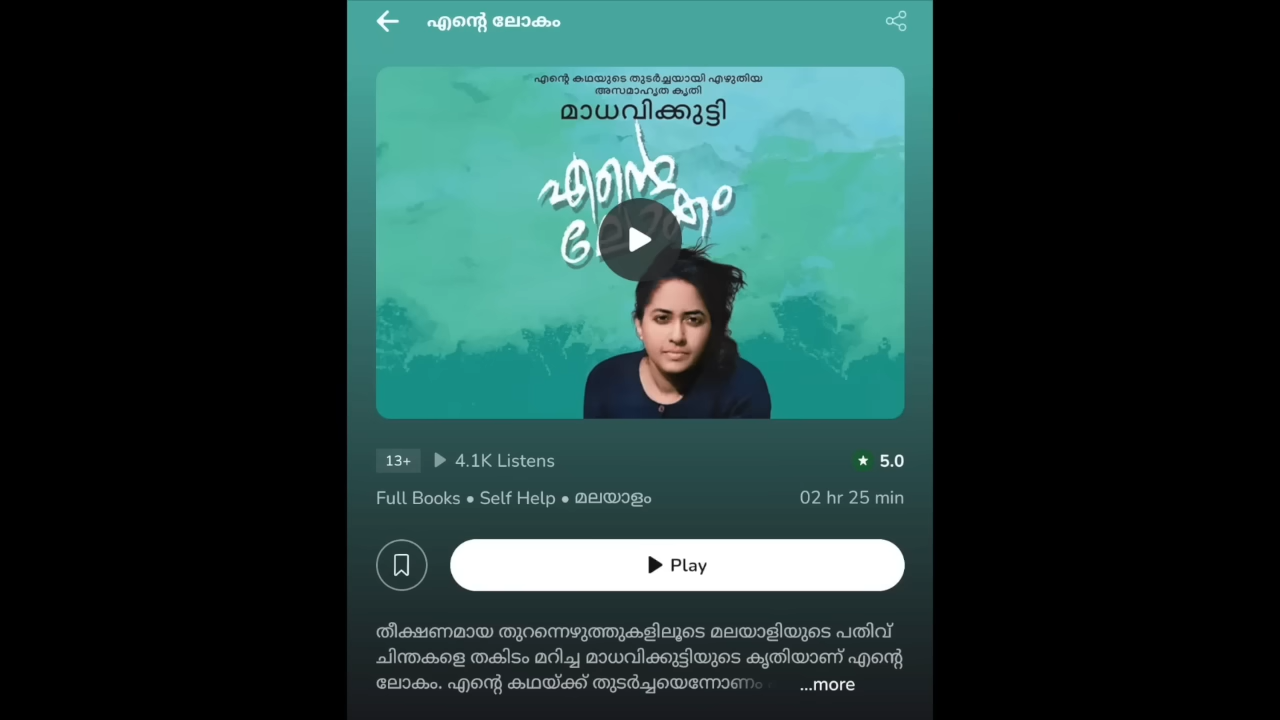 എന്റെ ലോകം
എന്റെ കഥയുടെ തുടർച്ചയായി എഴുതിയ
അസമാഹൃത കൃതി
മാധവിക്കുട്ടി
എന്റെ
13+
4.1K Listens
5.0
Full Books • Self Help • മലയാളം
02 hr 25 min
Play
തീക്ഷണമായ തുറന്നെഴുത്തുകളിലൂടെ മലയാളിയുടെ പതിവ്
ചിന്തകളെ തകിടം മറിച്ച മാധവിക്കുട്ടിയുടെ കൃതിയാണ് എന്റെ
ലോകം. എന്റെ കഥയ്ക്ക് തുടർച്ചയെന്നോണം ...more